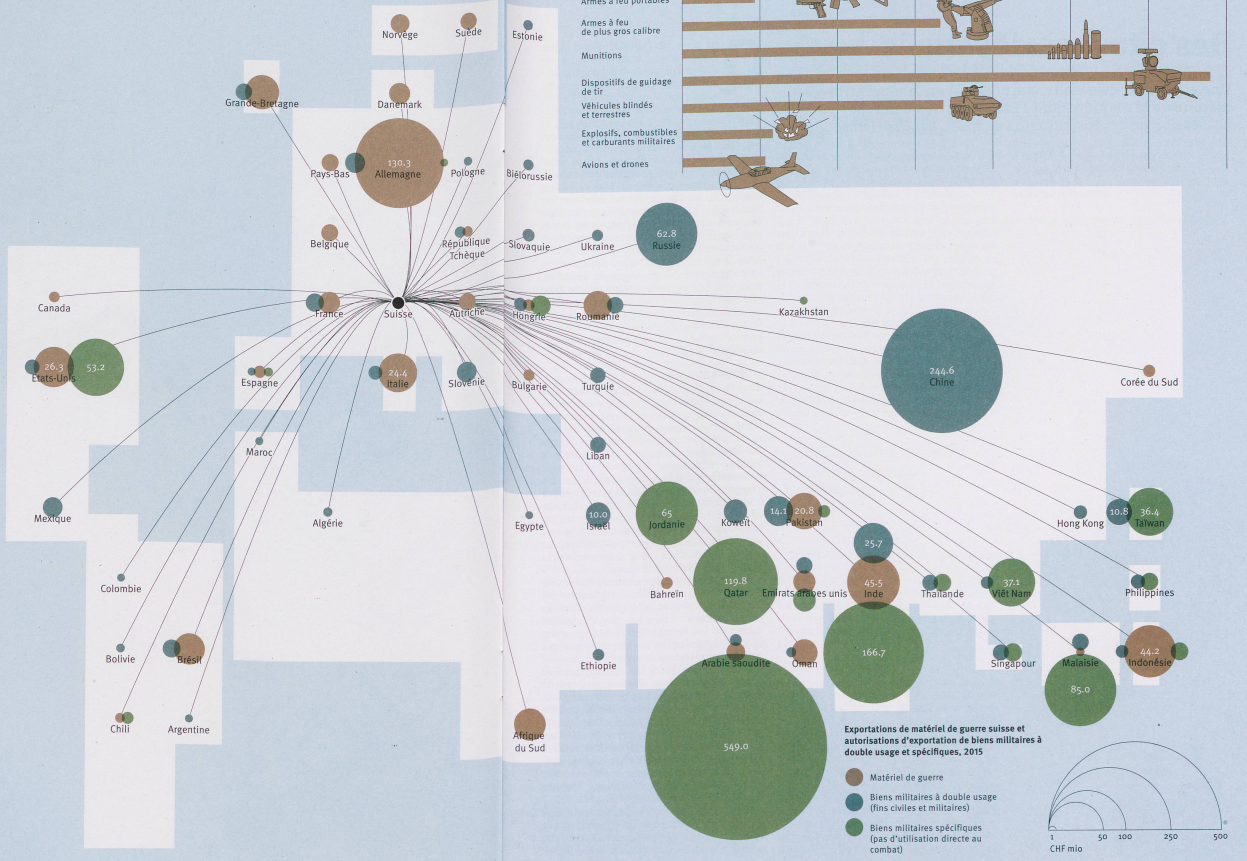 Armes à feu portables
Armes à feu
de plus gros calibre
Munitions
Dispositifs de guidage
de tir
Véhicules blindés
et terrestres
Explosifs, combustibles
et carburants militaires
Avions et drones
Norvège
Suède
Estonie
Grande-Bretagne
Danemark
130.3
Allemagne
Pays-Bas
Pologne
Biélorussie
Belgique
République
Tchèque
Slovaquie
Ukraine
62.8
Russie
Canada
France
Suisse
Autriche
Hongrie
Roumanie
Kazakhstan
26.3
53.2
Etats-Unis
Espagne
24.4
Italie
Slovénie
Bulgarie
Turquie
244.6
Chine
Corée du Sud
Maroc
Liban
Mexique
Algérie
Egypte
10.0
Israël
65
Jordanie
Koweït
14.1
20.8
Pakistan
Hong Kong
10.8
36.4
Taïwan
25.7
Colombie
Bahreïn
119.8
Qatar
Emirats arabes unis
45.5
Inde
Thaïlande
37.1
Viêt Nam
Philippines
Bolivie
Brésil
Ethiopie
Arabie saoudite
Oman
166.7
Singapour
Malaisie
44.2
Indonésie
85.0
Chili
Argentine
Afrique
du Sud
549.0
Exportations de matériel de guerre suisse et
autorisations d'exportation de biens militaires à
double usage et spécifiques, 2015
Matériel de guerre
Biens militaires à double usage
(fins civiles et militaires)
Biens militaires spécifiques
(pas d'utilisation directe au
combat)
1 50 100 250 500
CHF mio